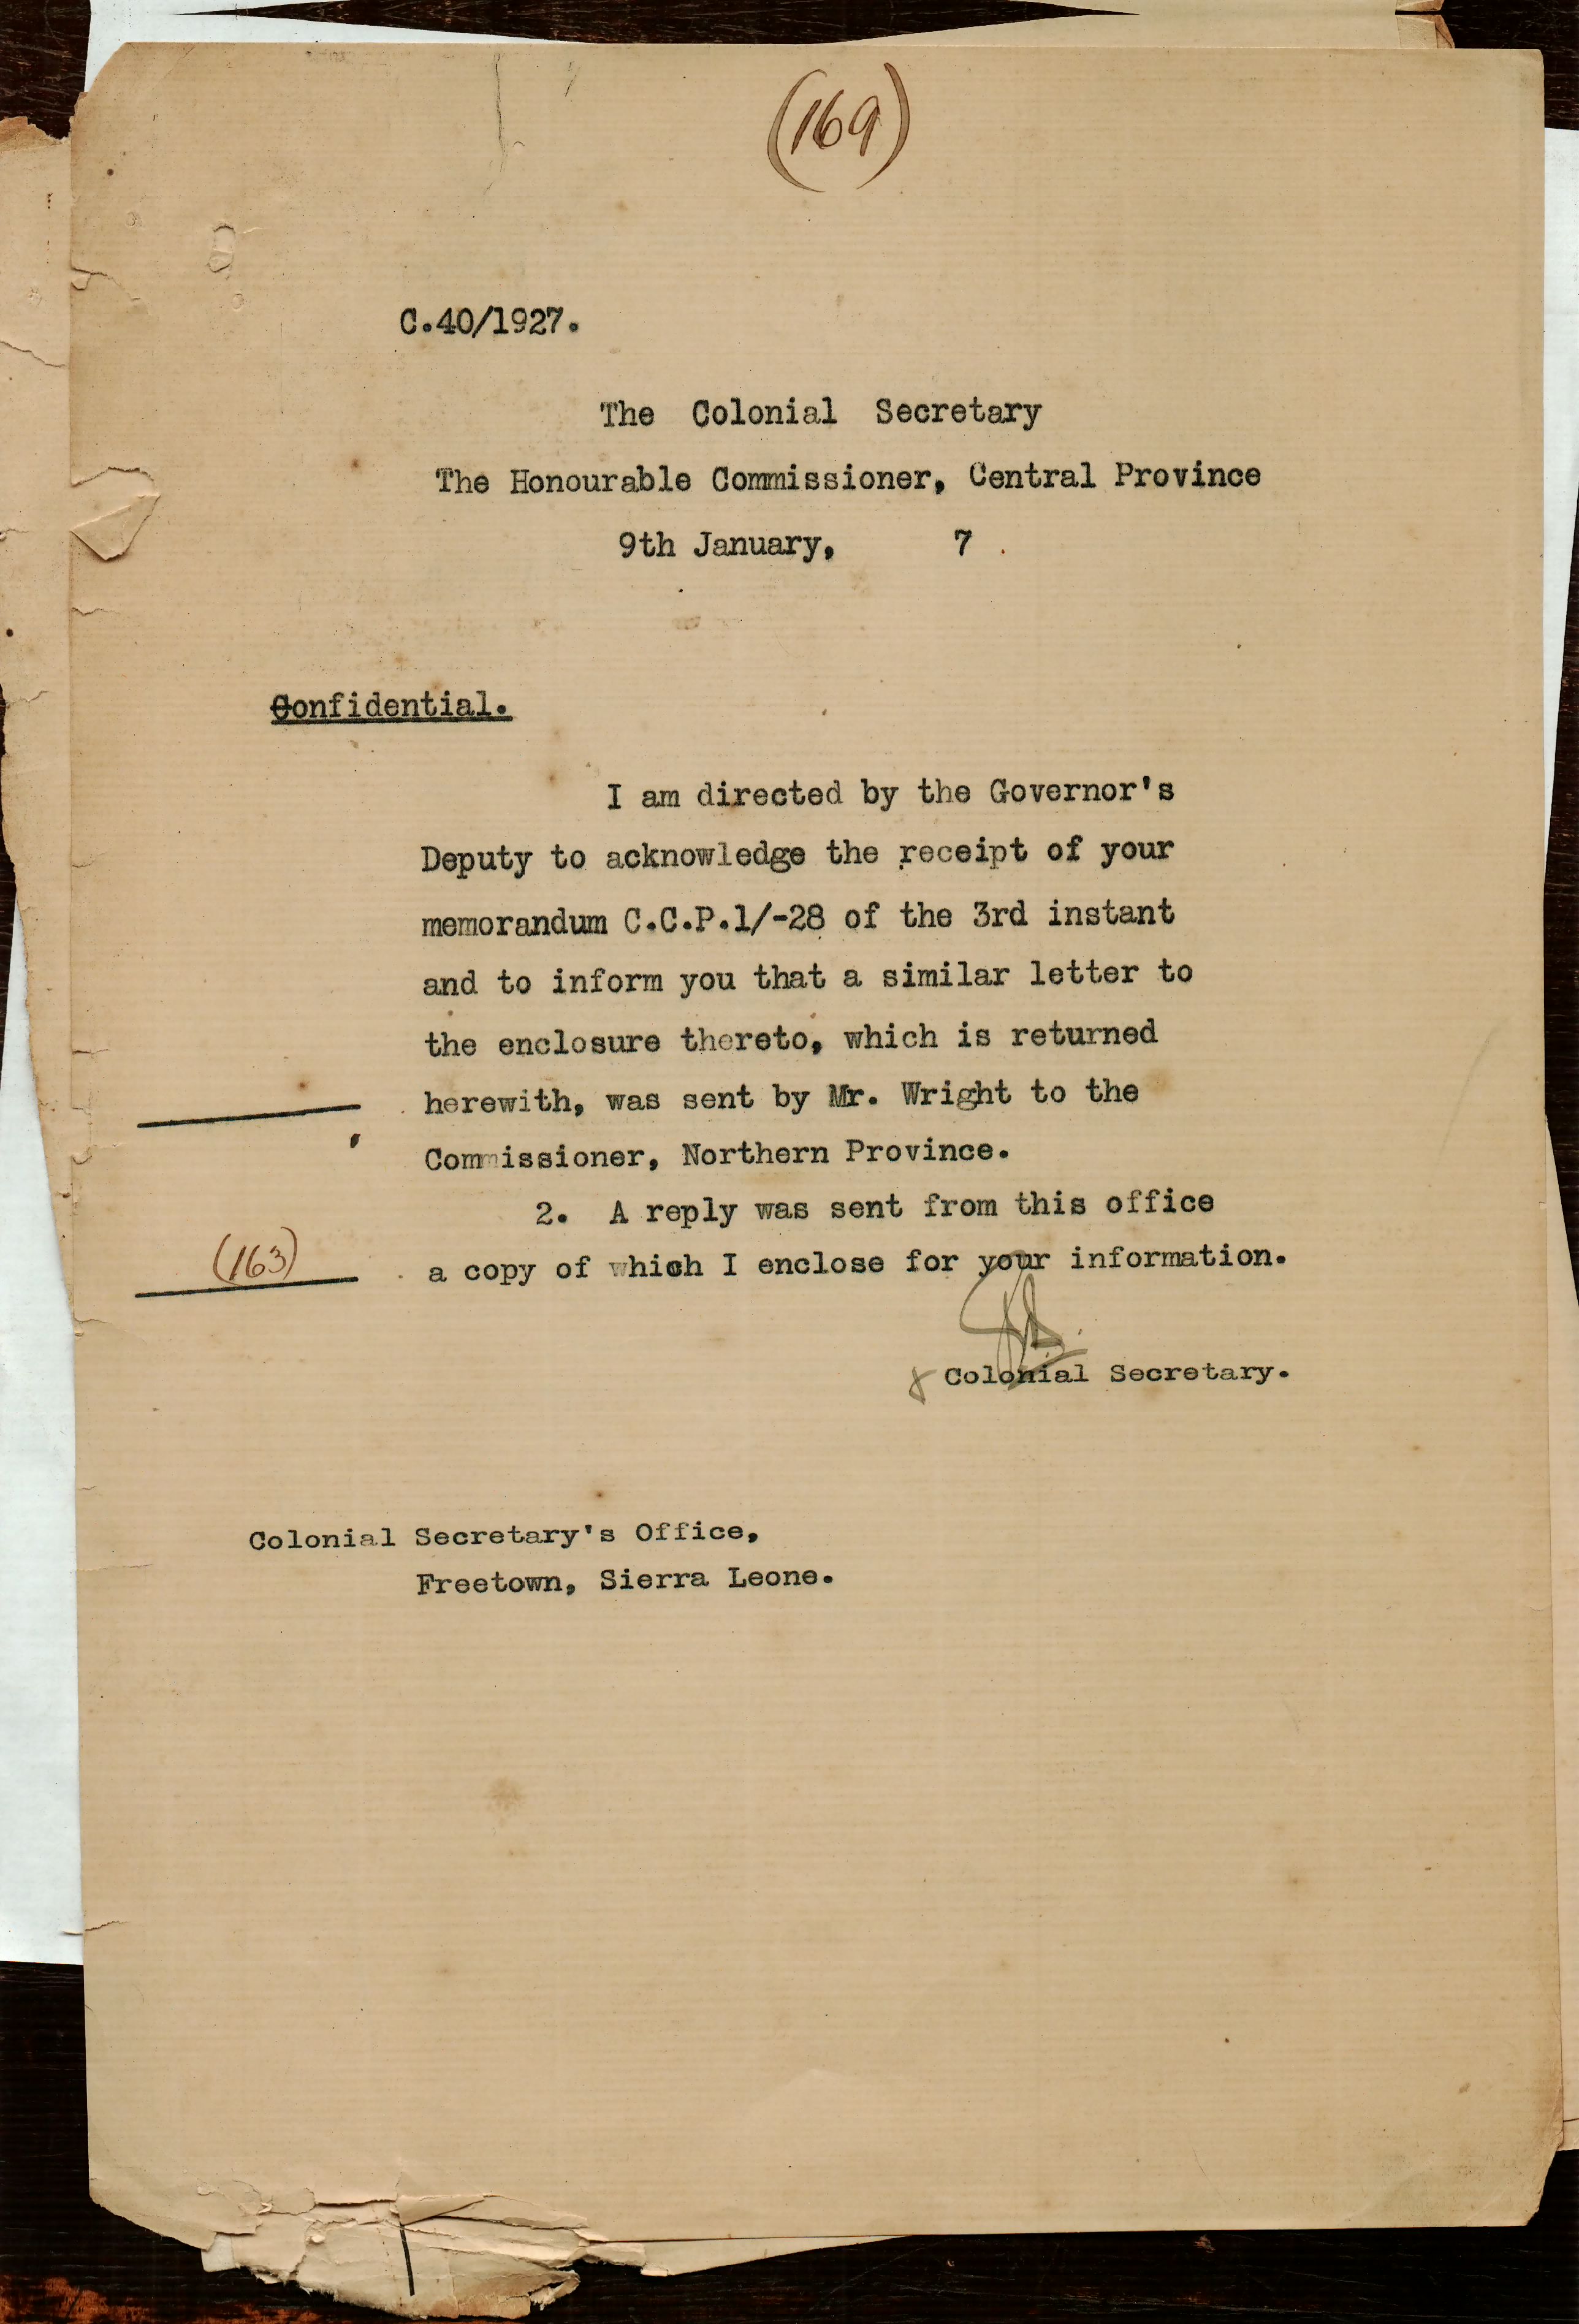 (169)
C.40/1927.
The Colonial Secretary
The Honourable Commissioner, Central Province
9th January, 7
Confidential.
I am directed by the Governor's
Deputy to acknowledge the receipt of your
memorandum C.C.P.1/-28 of the 3rd instant
and to inform you that a similar letter to
the enclosure thereto, which is returned
herewith, was sent by Mr. Wright to the
Commissioner, Northern Province.
2. A reply was sent from this office
(163)
a copy of which I enclose for your information.
Colonial Secretary.
Colonial Secretary's Office,
Freetown, Sierra Leone.